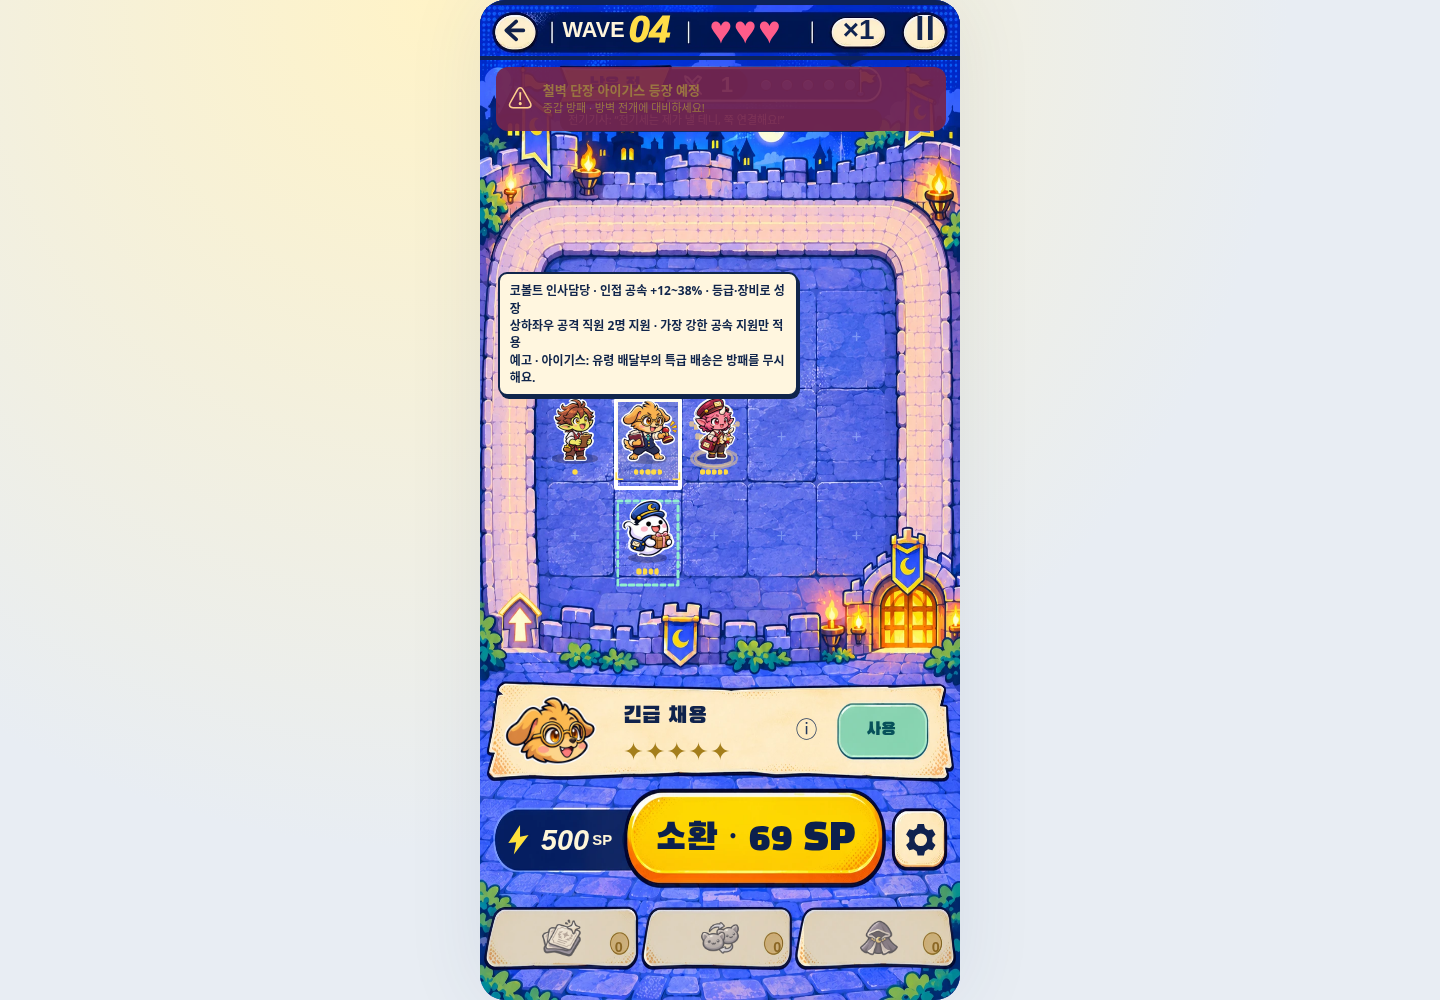 WAVE 04
♥♥♥
×1
1
철벽 단장 아이기스 등장 예정
중갑 방패 · 방벽 전개에 대비하세요!
코볼트 인사담당 · 인접 공속 +12~38% · 등급·장비로 성
장
상하좌우 공격 직원 2명 지원 · 가장 강한 공속 지원만 적
용
예고 · 아이기스: 유령 배달부의 특급 배송은 방패를 무시
해요.
긴급 채용
✦✦✦✦✦
사용
500 SP
소환 · 69 SP
0
0
0